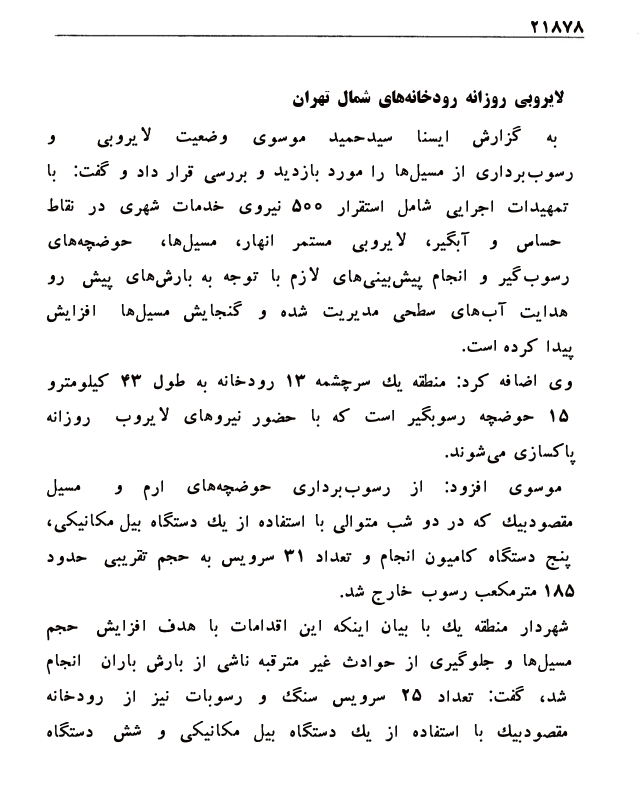 ۲۱۸۷۸
لایروبی روزانه رودخانه‌های شمال تهران
به گزارش ایسنا سیدحمید موسوی وضعیت لایروبی و
رسوب‌برداری از مسیل‌ها را مورد بازدید و بررسی قرار داد و گفت: با
تمهیدات اجرایی شامل استقرار ۵۰۰ نیروی خدمات شهری در نقاط
حساس و آبگیر، لایروبی مستمر انهار، مسیل‌ها، حوضچه‌های
رسوب‌گیر و انجام پیش‌بینی‌های لازم با توجه به بارش‌های پیش رو
هدایت آب‌های سطحی مدیریت شده و گنجایش مسیل‌ها افزایش
پیدا کرده است.
وی اضافه کرد: منطقه یك سرچشمه ۱۳ رودخانه به طول ۴۳ کیلومترو
۱۵ حوضچه رسوبگیر است که با حضور نیروهای لایروب روزانه
پاکسازی می‌شوند.
موسوی افزود: از رسوب‌برداری حوضچه‌های ارم و مسیل
مقصودبیك که در دو شب متوالی با استفاده از یك دستگاه بیل مکانیکی،
پنج دستگاه کامیون انجام و تعداد ۳۱ سرویس به حجم تقریبی حدود
۱۸۵ مترمکعب رسوب خارج شد.
شهردار منطقه یك با بیان اینکه این اقدامات با هدف افزایش حجم
مسیل‌ها و جلوگیری از حوادث غیر مترقبه ناشی از بارش باران انجام
شد، گفت: تعداد ۲۵ سرویس سنگ و رسوبات نیز از رودخانه
مقصودبیك با استفاده از یك دستگاه بیل مکانیکی و شش دستگاه